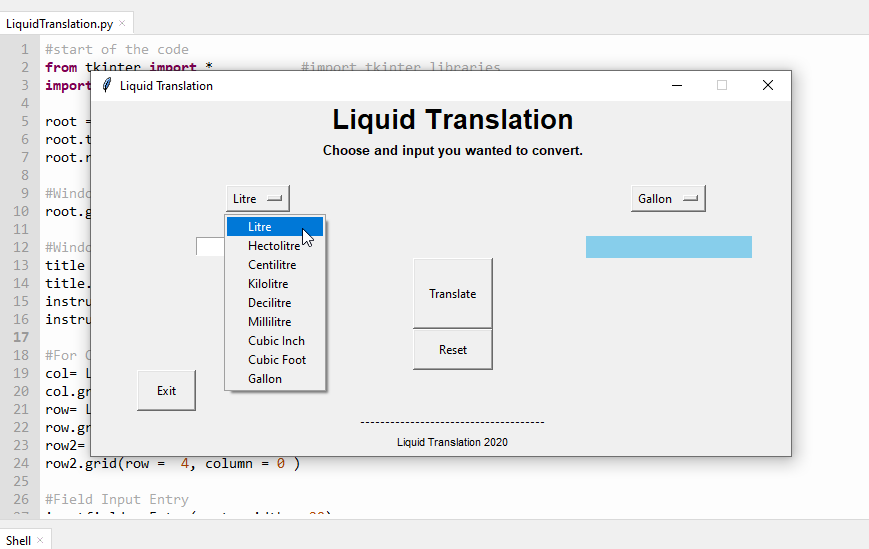 LiquidTranslation.py ×
1 #start of the code
2 from tkinter import * #import tkinter libraries
3 import
4
5 root =
6 root.t
7 root.r
8
9 #Windo
10 root.g
11
12 #Windo
13 title
14 title.
15 instru
16 instru
17
18 #For C
19 col= L
20 col.gr
21 row= L
22 row.gr
23 row2=
24 row2.grid(row = 4, column = 0 )
25
26 #Field Input Entry
27
Liquid Translation
Liquid Translation
Choose and input you wanted to convert.
Litre
Gallon
Litre
Hectolitre
Centilitre
Kilolitre
Decilitre
Millilitre
Cubic Inch
Cubic Foot
Gallon
Translate
Reset
Exit
-------------------------------------
Liquid Translation 2020
Shell ×